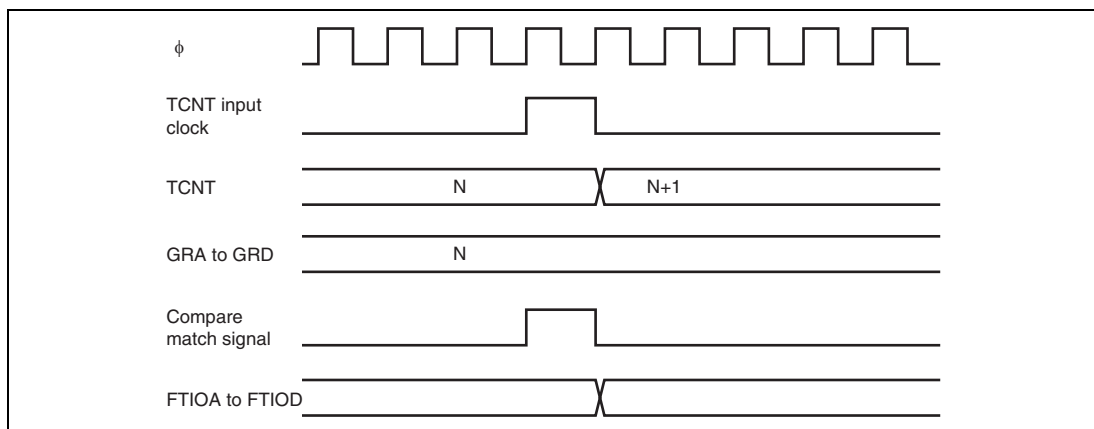 ϕ
TCNT input
clock
TCNT
N
N+1
GRA to GRD
N
Compare
match signal
FTIOA to FTIOD